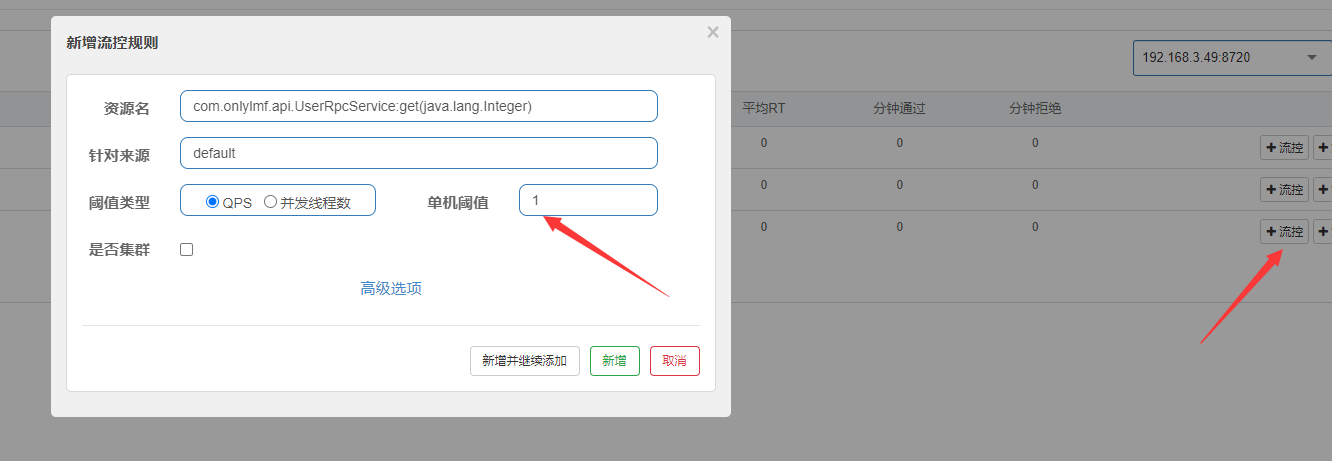 新增流控规则
×
192.168.3.49:8720
资源名 com.onlylmf.api.UserRpcService:get(java.lang.Integer)
平均RT 分钟通过 分钟拒绝
针对来源 default
0 0 0 流控
阈值类型 QPS 并发线程数 单机阈值 1
0 0 0 流控
是否集群
0 0 0 流控
高级选项
新增并继续添加 新增 取消